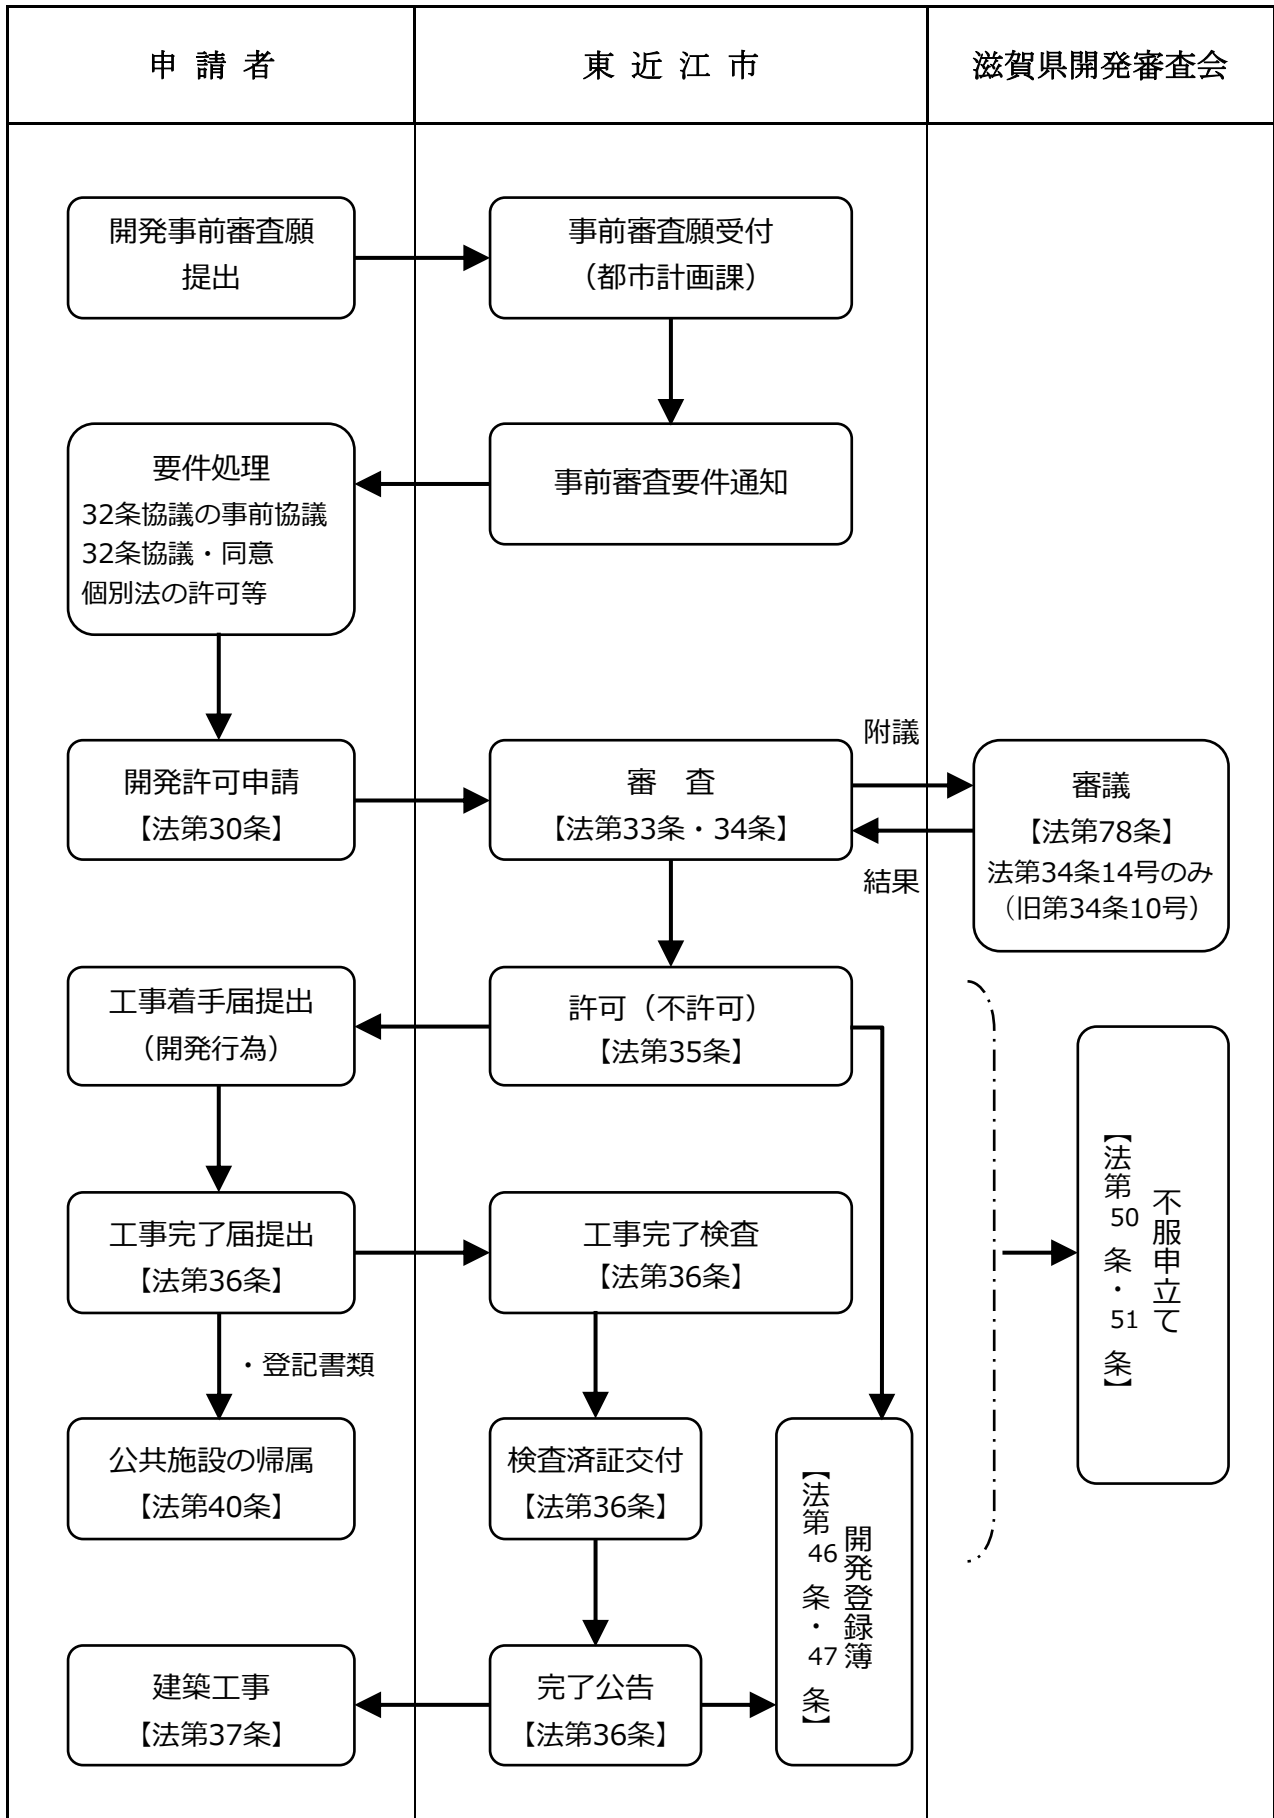 申 請 者
東 近 江 市
滋賀県開発審査会
開発事前審査願
提出
事前審査願受付
（都市計画課）
要件処理
32条協議の事前協議
32条協議・同意
個別法の許可等
事前審査要件通知
開発許可申請
【法第30条】
審　査
【法第33条・34条】
附議
結果
審議
【法第78条】
法第34条14号のみ
（旧第34条10号）
工事着手届提出
（開発行為）
許可（不許可）
【法第35条】
不服申立て
【法第50条・51条】
工事完了届提出
【法第36条】
工事完了検査
【法第36条】
・登記書類
公共施設の帰属
【法第40条】
検査済証交付
【法第36条】
開発登録簿
【法第46条・47条】
建築工事
【法第37条】
完了公告
【法第36条】